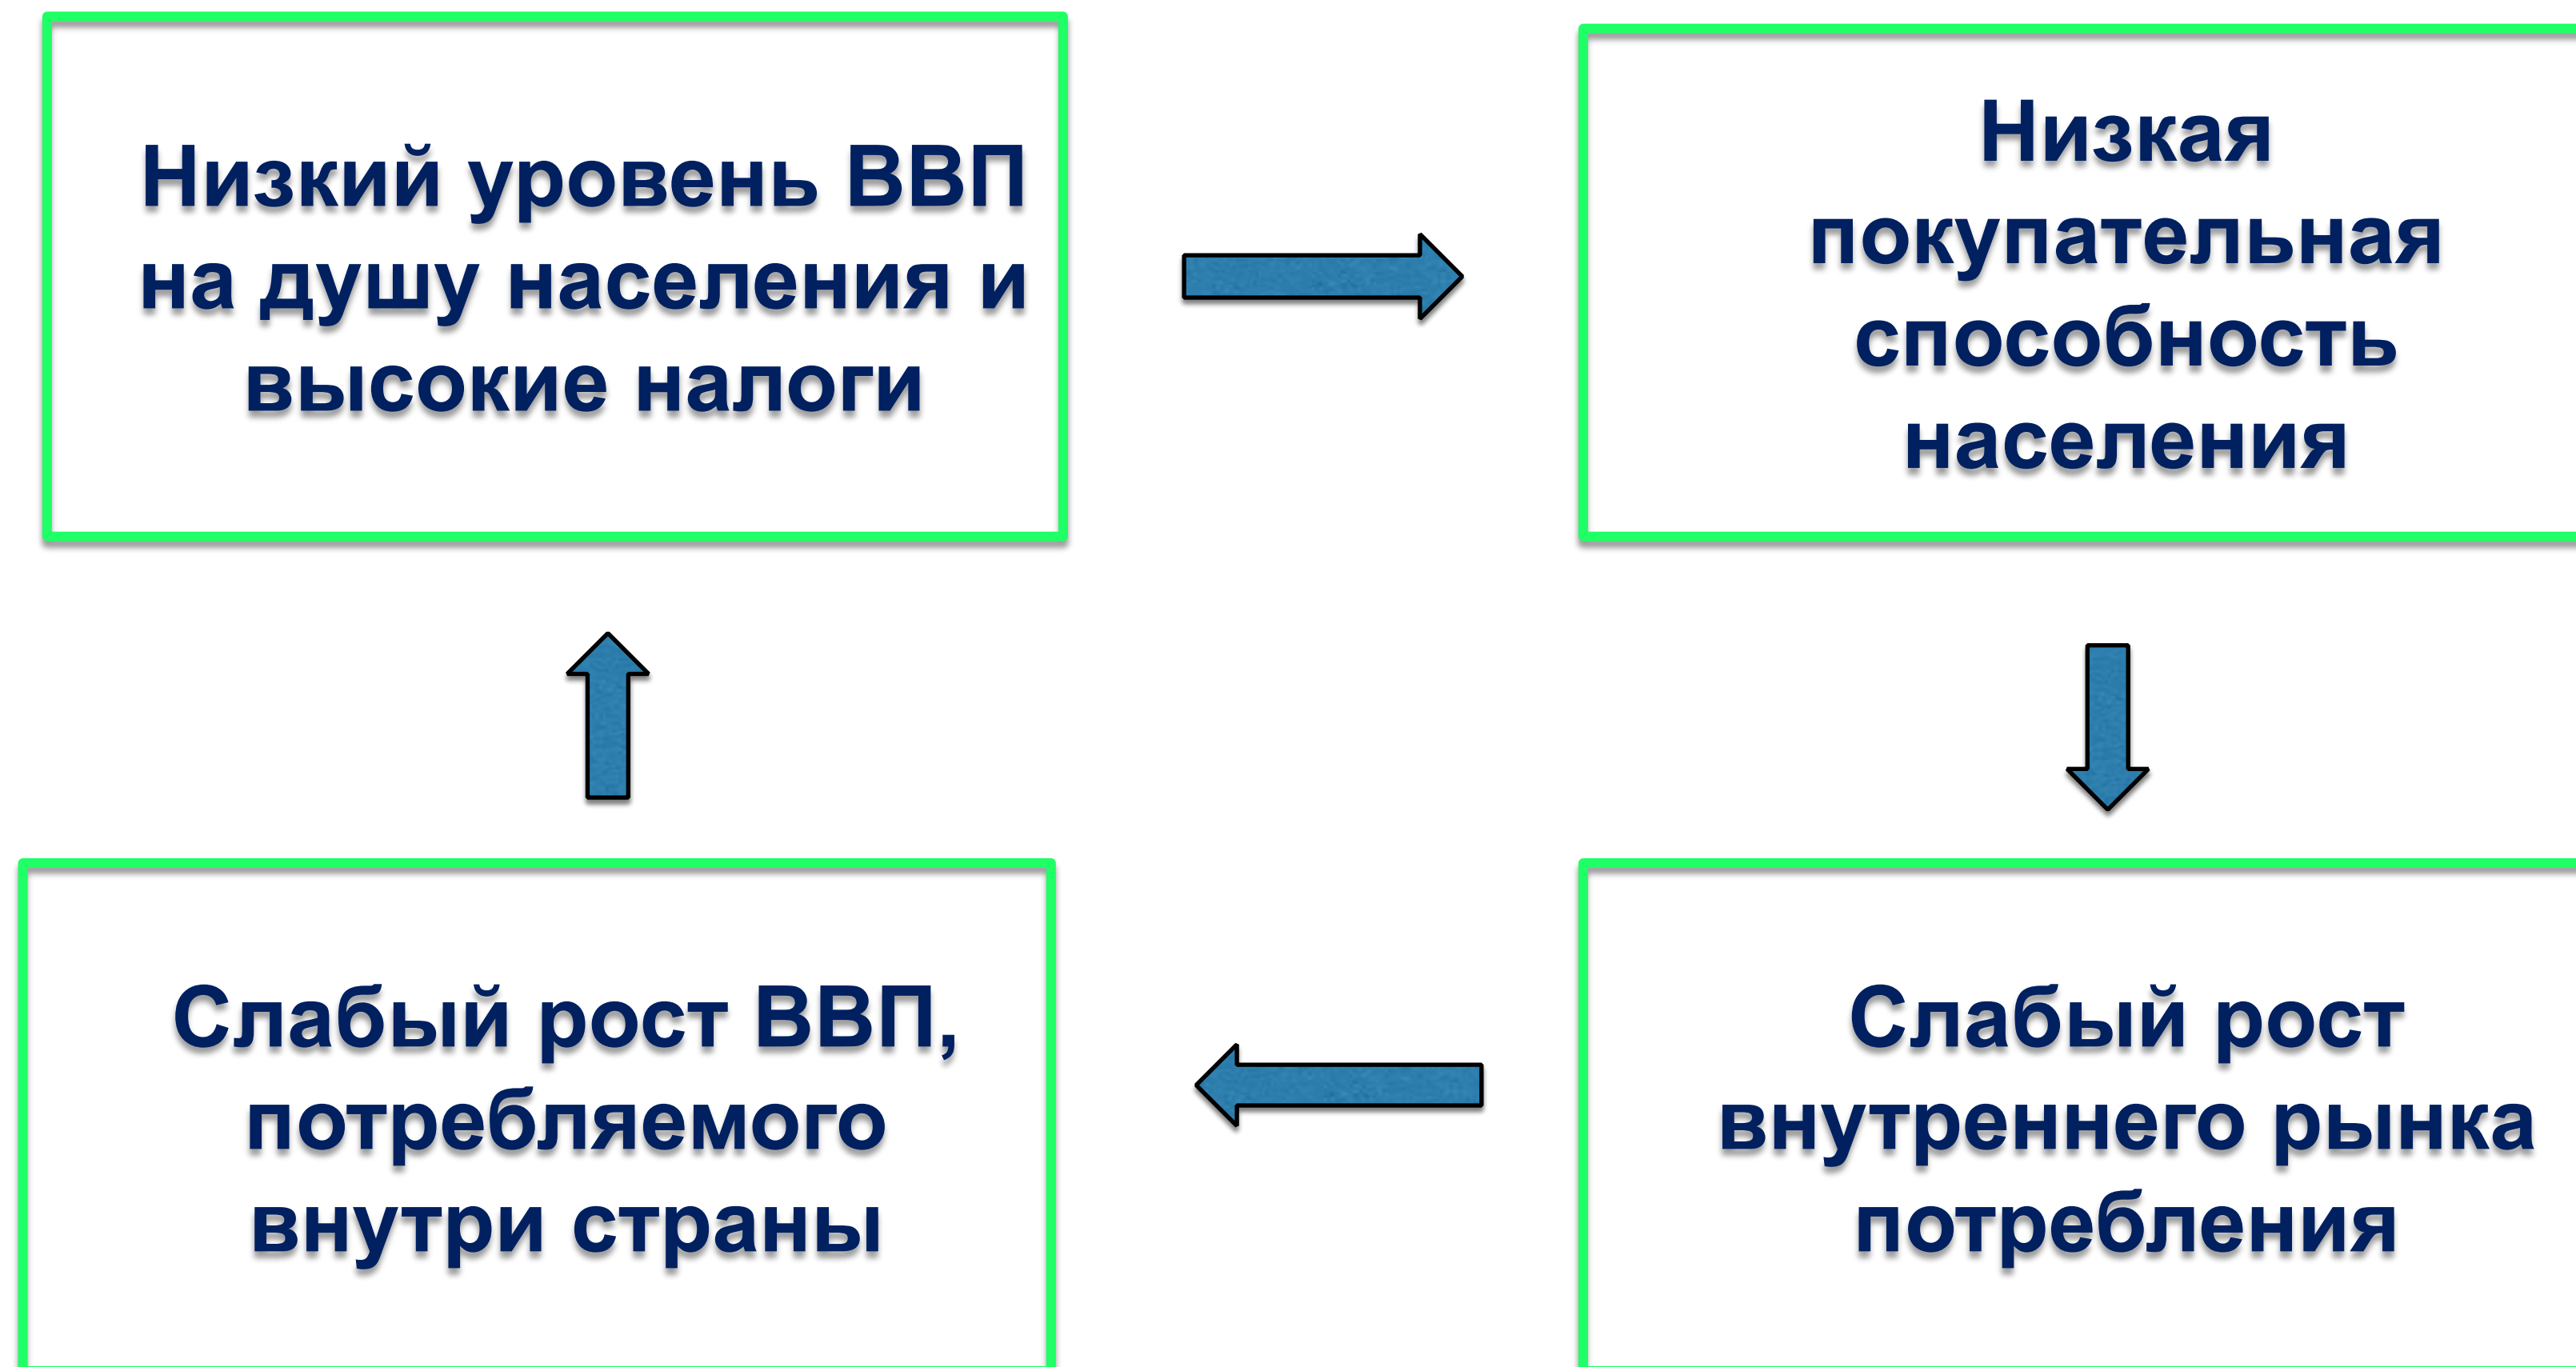 Низкий уровень ВВП
на душу населения и
высокие налоги
Низкая
покупательная
способность
населения
Слабый рост ВВП,
потребляемого
внутри страны
Слабый рост
внутреннего рынка
потребления